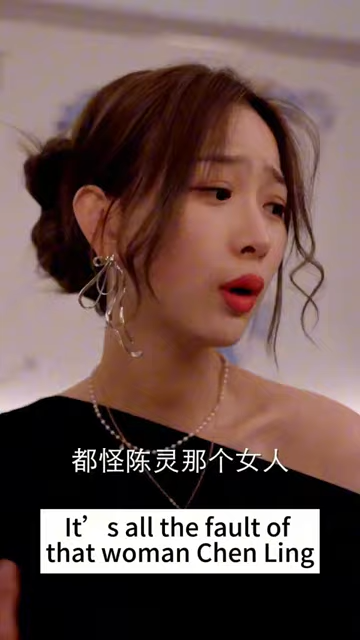 都怪陈灵那个女人
It’s all the fault of
that woman Chen Ling